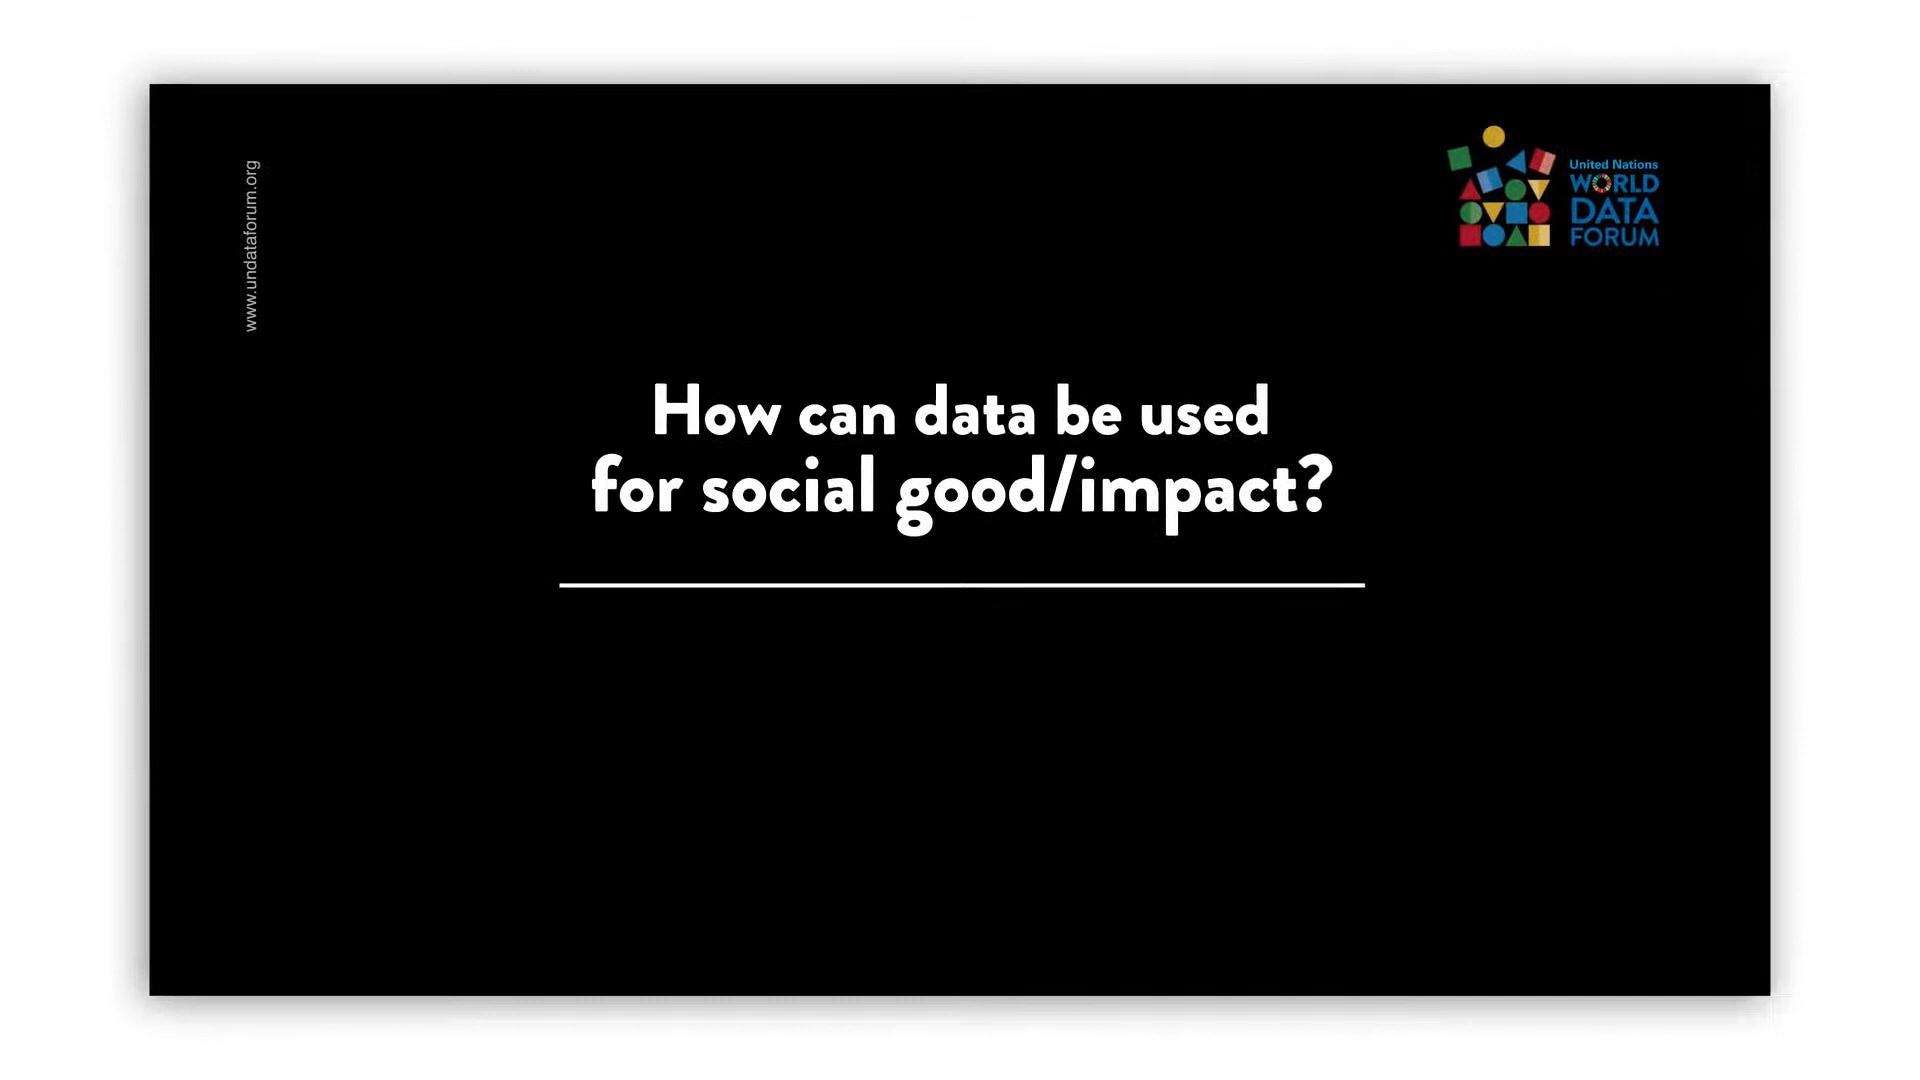 www.undataforum.org
United Nations
WORLD
DATA
FORUM
How can data be used
for social good/impact?